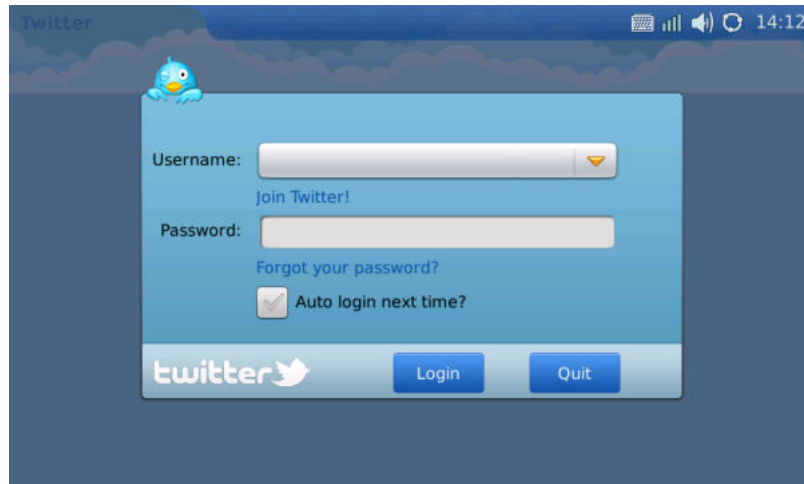 Twitter 14:12
Username:
Join Twitter!
Password:
Forgot your password?
Auto login next time?
twitter Login Quit